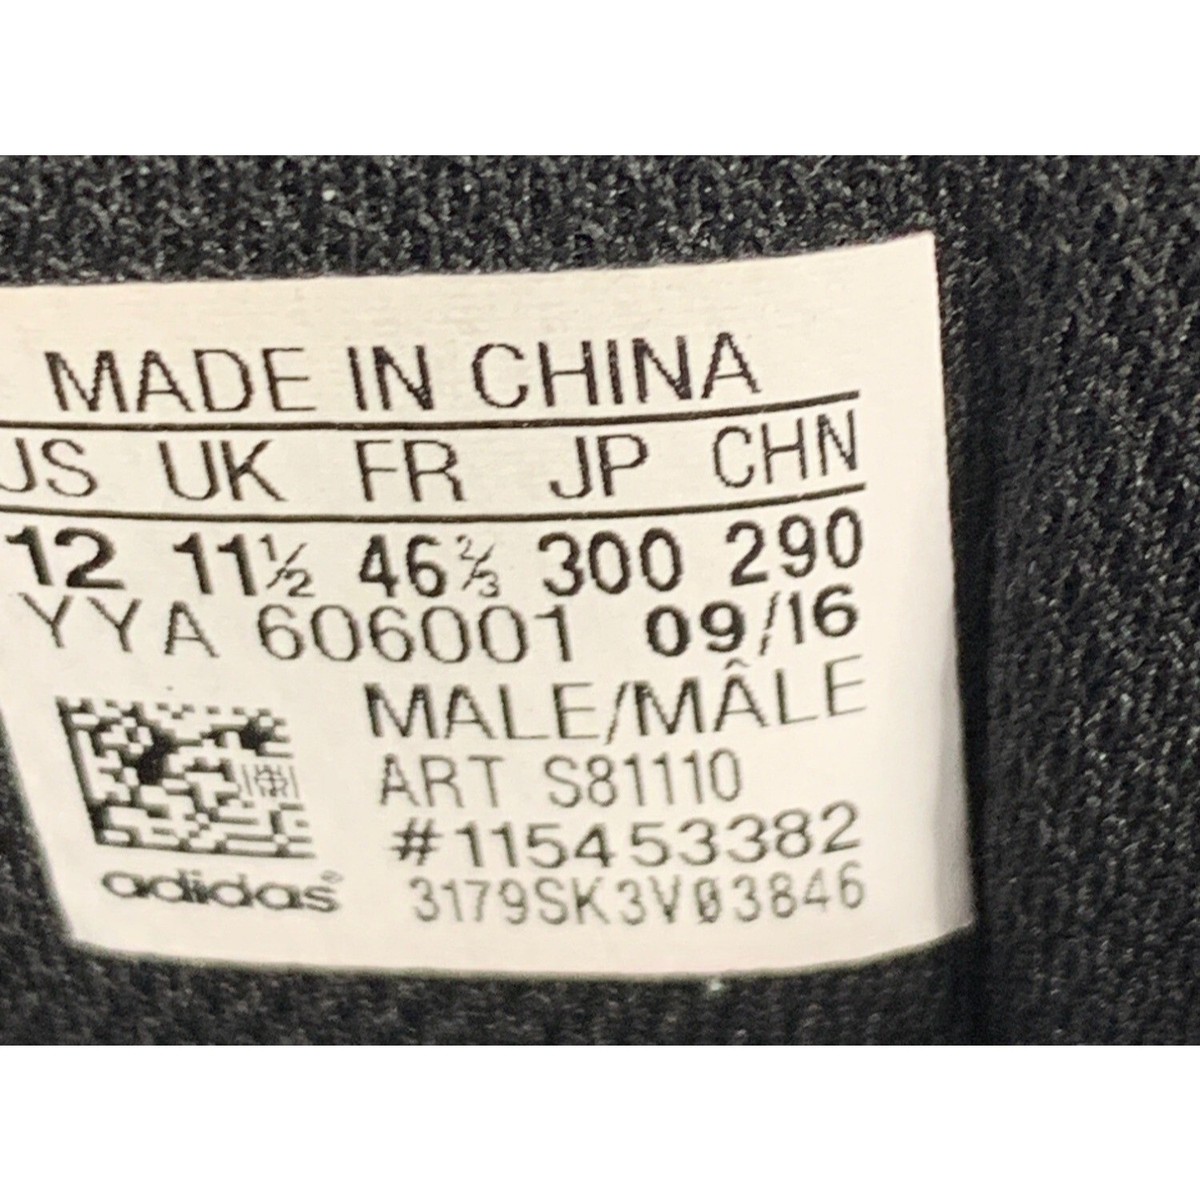 MADE IN CHINA
US UK FR JP CHN
12 11½ 46⅔ 300 290
YYA 606001 09/16
MALE/MÂLE
ART S81110
#115453382
adidas® 3179SK3V03846